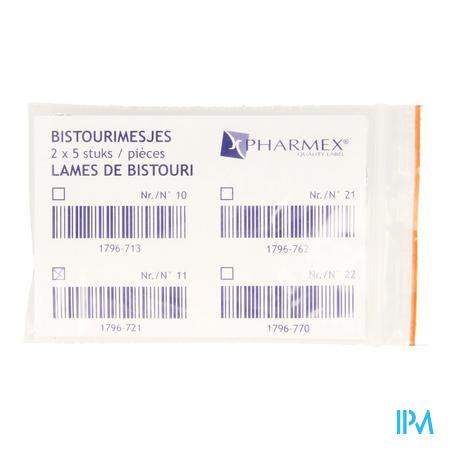 BISTOURIMESJES
2 x 5 stuks / pièces
LAMES DE BISTOURI
PHARMEX®
QUALITY LABEL
Nr./N° 10
1796-713
Nr./N° 21
1796-762
Nr./N° 11
1796-721
Nr./N° 22
1796-770
IPM